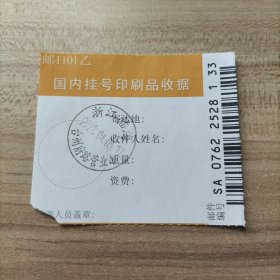 邮1101乙
国内挂号印刷品收据
寄达地:
收件人姓名:
重量:
资费:
人员盖章:
邮件编号
SA 0762 2528 1 33
浙江